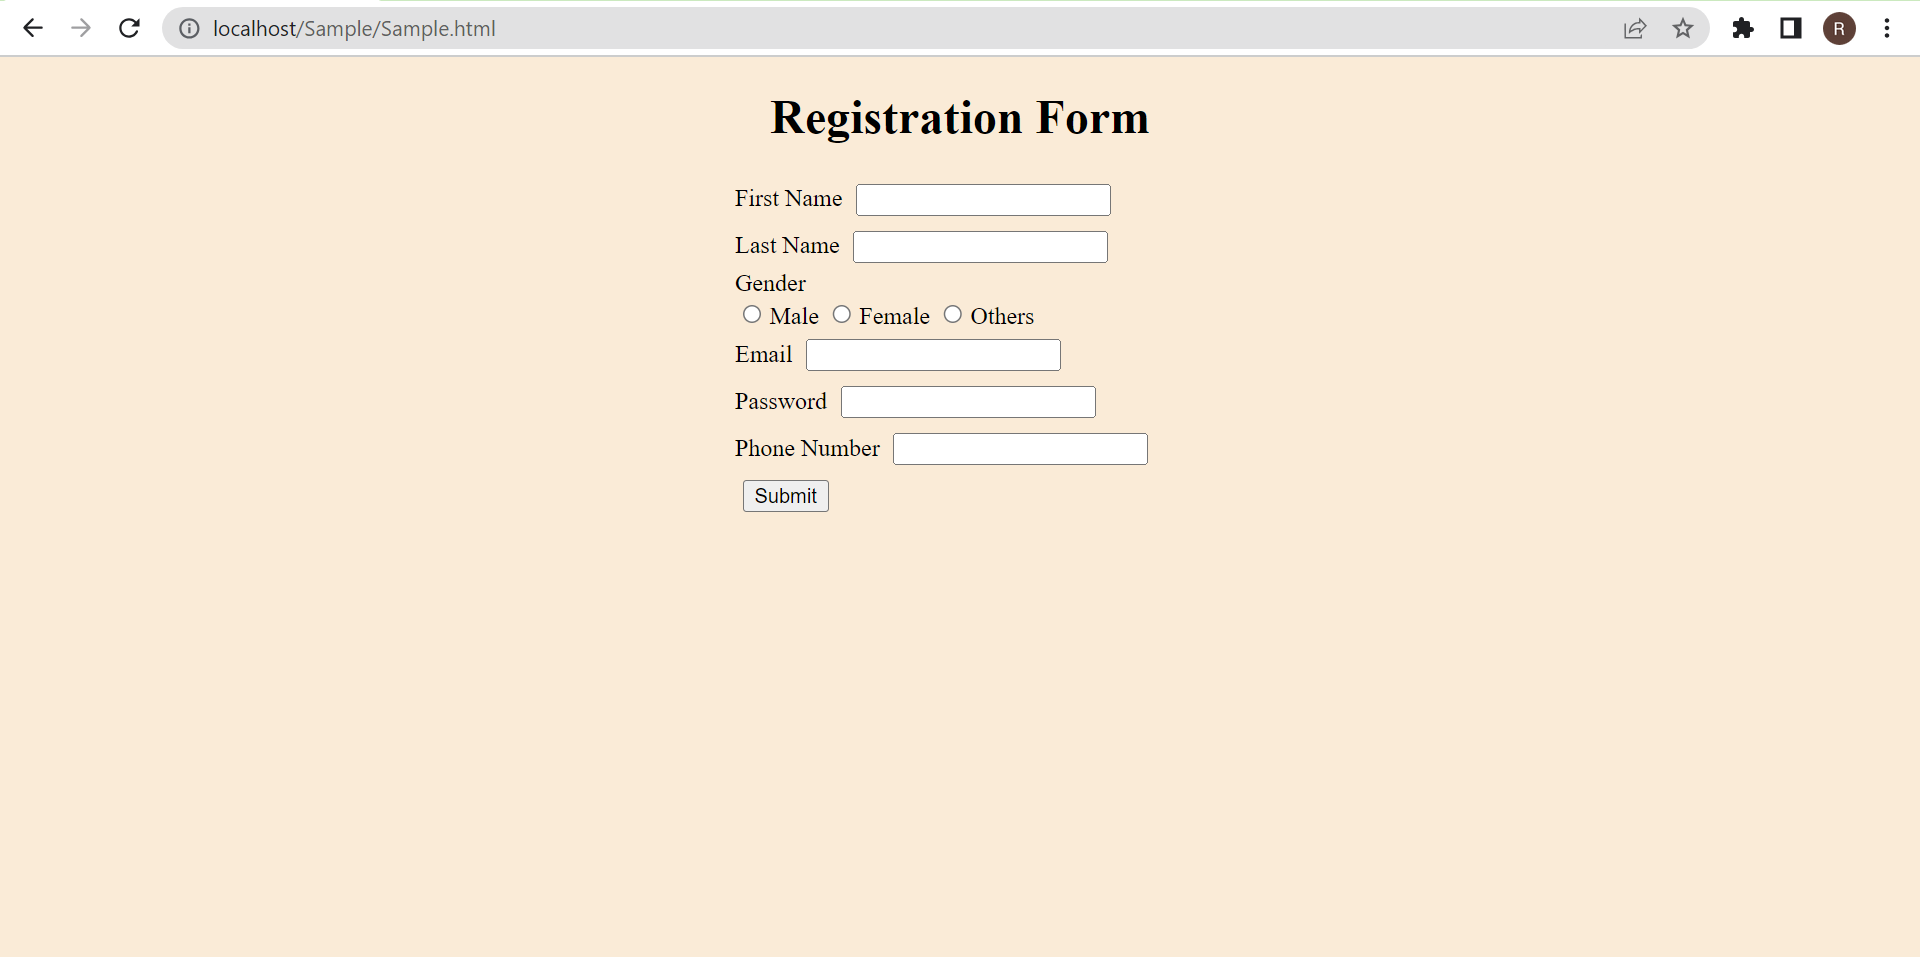 localhost/Sample/Sample.html
R
Registration Form
First Name
Last Name
Gender
Male Female Others
Email
Password
Phone Number
Submit